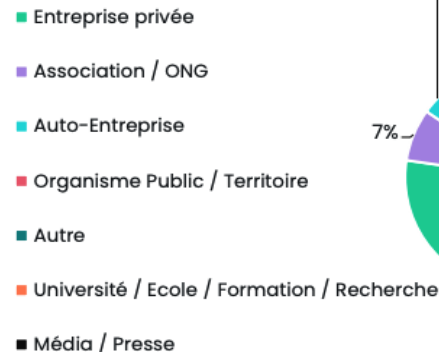 Entreprise privée
Association / ONG
Auto-Entreprise
7%
Organisme Public / Territoire
Autre
Université / Ecole / Formation / Recherche
Média / Presse